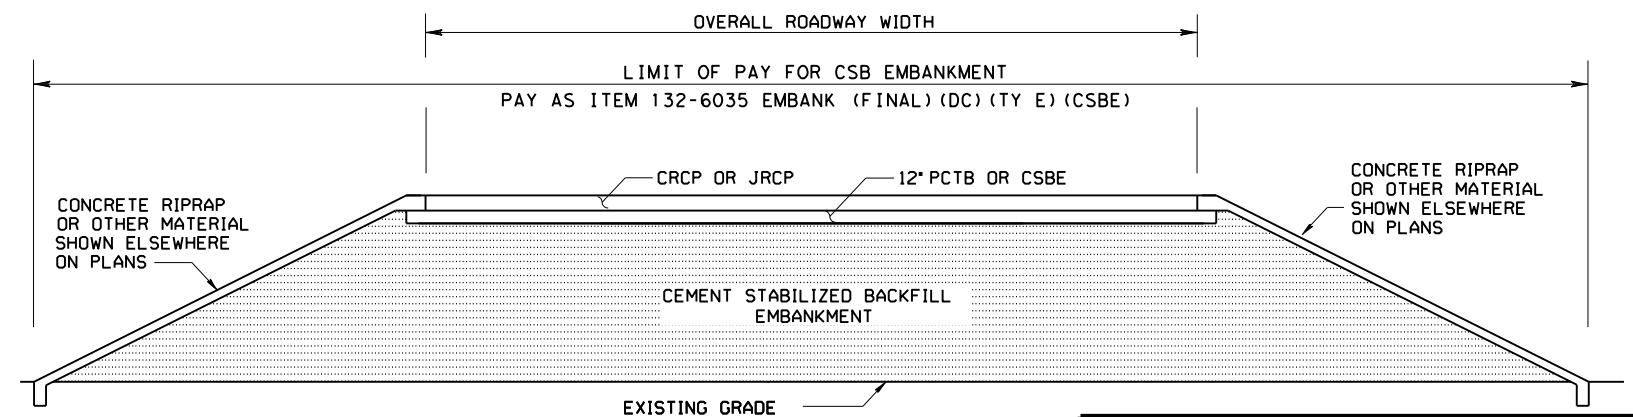 OVERALL ROADWAY WIDTH
LIMIT OF PAY FOR CSB EMBANKMENT
PAY AS ITEM 132-6035 EMBANK (FINAL)(DC)(TY E)(CSBE)
CRCP OR JRCP
12" PCTB OR CSBE
CONCRETE RIPRAP
OR OTHER MATERIAL
SHOWN ELSEWHERE
ON PLANS
CONCRETE RIPRAP
OR OTHER MATERIAL
SHOWN ELSEWHERE
ON PLANS
CEMENT STABILIZED BACKFILL
EMBANKMENT
EXISTING GRADE